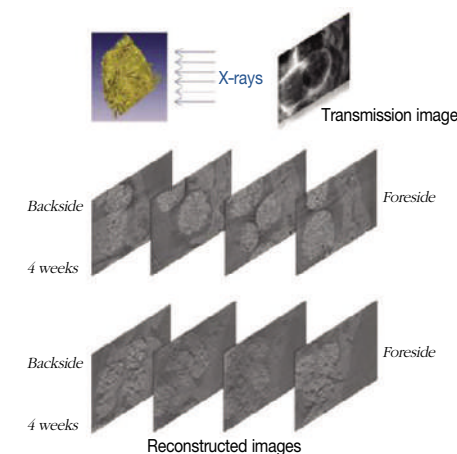 X-rays
Transmission image
Backside
Foreside
4 weeks
Backside
Foreside
4 weeks
Reconstructed images